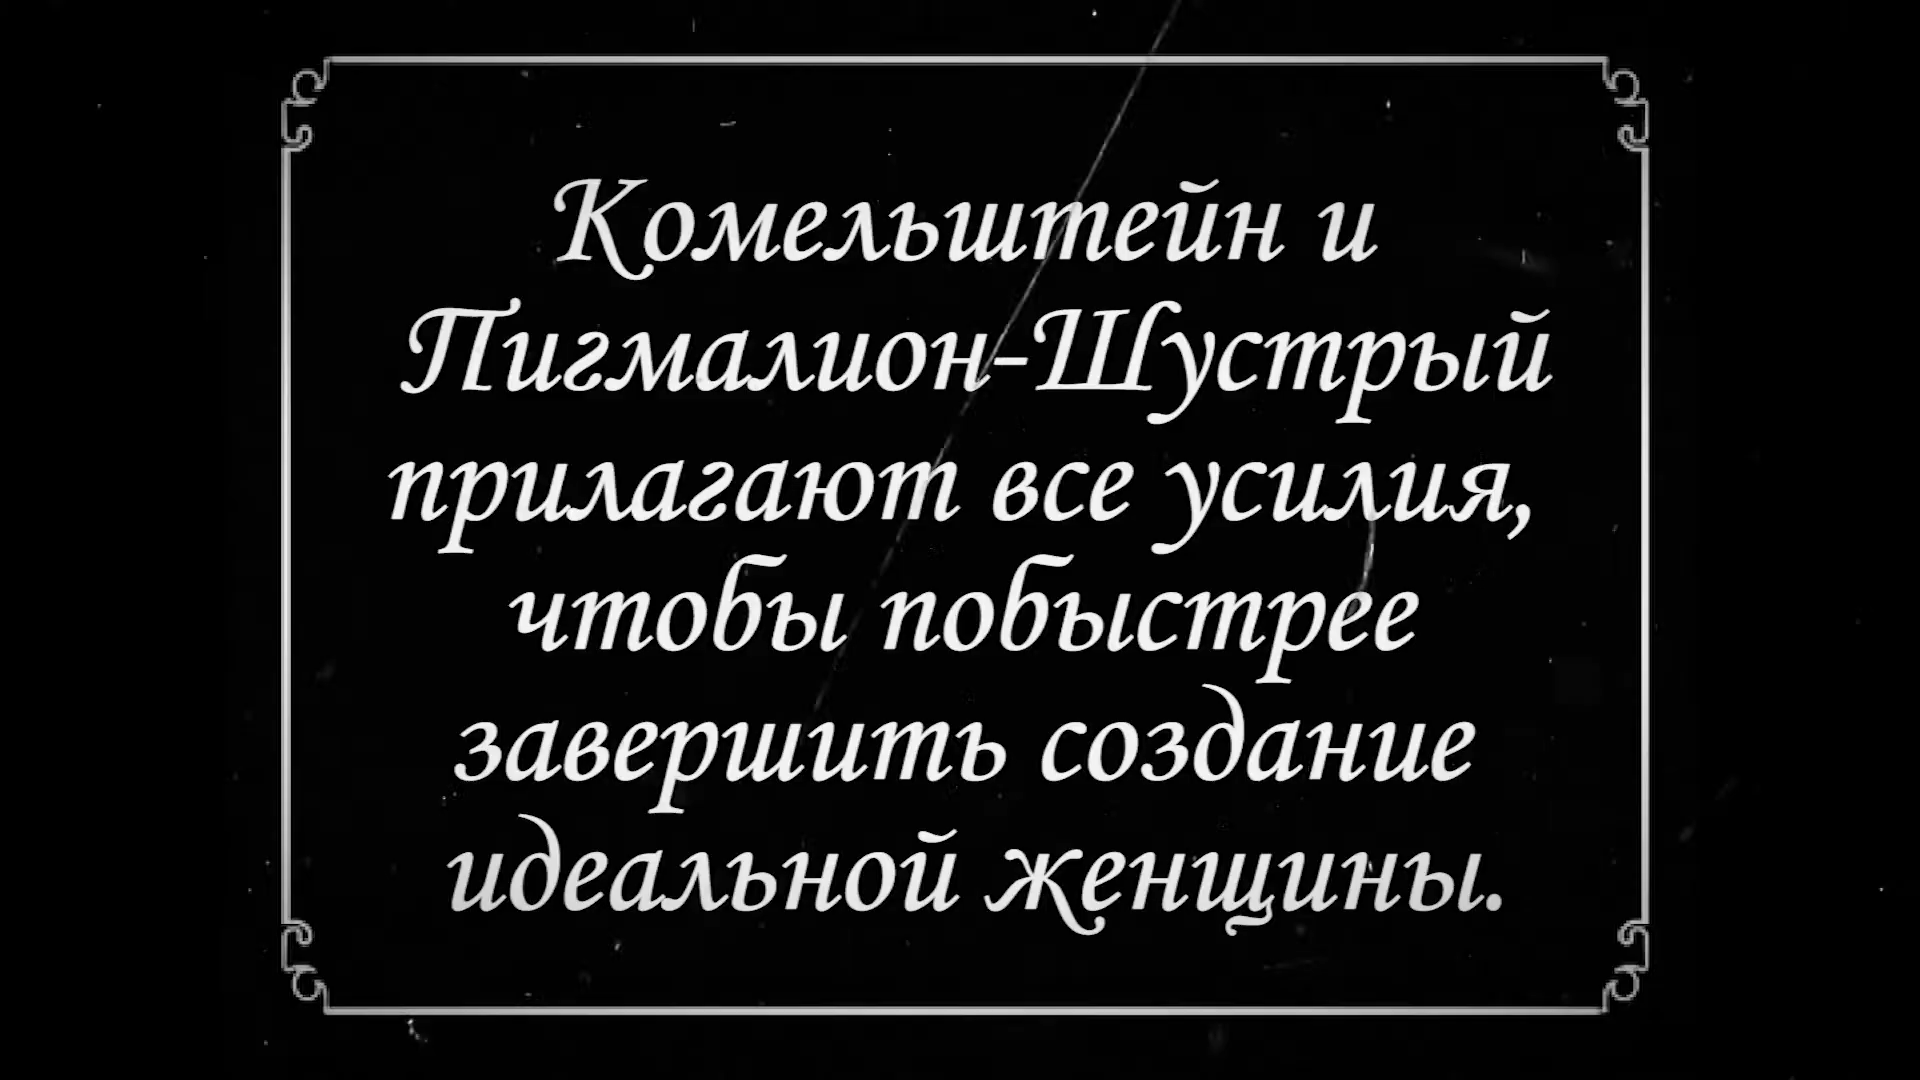 Комельштейн и
Пигмалион-Шустрый
прилагают все усилия,
чтобы побыстрее
завершить создание
идеальной женщины.